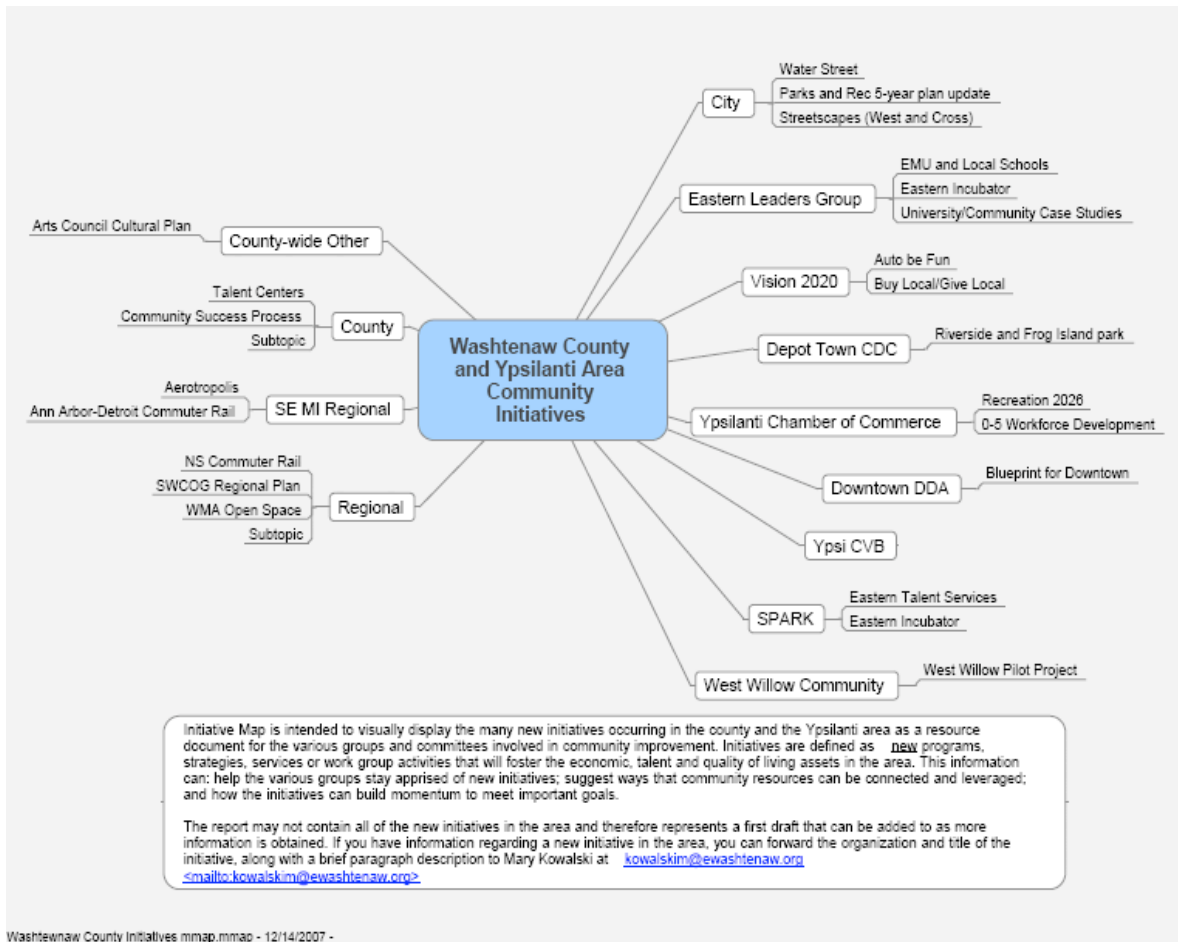 Water Street
Parks and Rec 5-year plan update
Streetscapes (West and Cross)
City
EMU and Local Schools
Eastern Incubator
University/Community Case Studies
Eastern Leaders Group
Auto be Fun
Buy Local/Give Local
Vision 2020
Riverside and Frog Island park
Depot Town CDC
Recreation 2026
0-5 Workforce Development
Ypsilanti Chamber of Commerce
Blueprint for Downtown
Downtown DDA
Ypsi CVB
Eastern Talent Services
Eastern Incubator
SPARK
West Willow Pilot Project
West Willow Community
Arts Council Cultural Plan
County-wide Other
Talent Centers
Community Success Process
Subtopic
County
Aerotropolis
Ann Arbor-Detroit Commuter Rail
SE MI Regional
NS Commuter Rail
SWCOG Regional Plan
WMA Open Space
Subtopic
Regional
Washtenaw County
and Ypsilanti Area
Community
Initiatives
Initiative Map is intended to visually display the many new initiatives occurring in the county and the Ypsilanti area as a resource
document for the various groups and committees involved in community improvement. Initiatives are defined as new programs,
strategies, services or work group activities that will foster the economic, talent and quality of living assets in the area. This information
can: help the various groups stay apprised of new initiatives; suggest ways that community resources can be connected and leveraged;
and how the initiatives can build momentum to meet important goals.
The report may not contain all of the new initiatives in the area and therefore represents a first draft that can be added to as more
information is obtained. If you have information regarding a new initiative in the area, you can forward the organization and title of the
initiative, along with a brief paragraph description to Mary Kowalski at kowalskim@ewashtenaw.org
<mailto:kowalskim@ewashtenaw.org>
Washtewnaw County Initiatives mmap.mmap - 12/14/2007 -